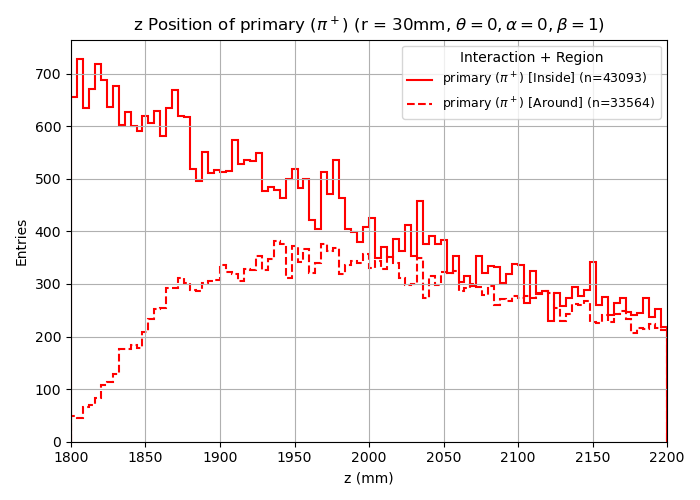 z Position of primary (π⁺) (r = 30mm, θ = 0, α = 0, β = 1)
Interaction + Region
primary (π⁺) [Inside] (n=43093)
primary (π⁺) [Around] (n=33564)
Entries
700
600
500
400
300
200
100
0
1800 1850 1900 1950 2000 2050 2100 2150 2200
z (mm)